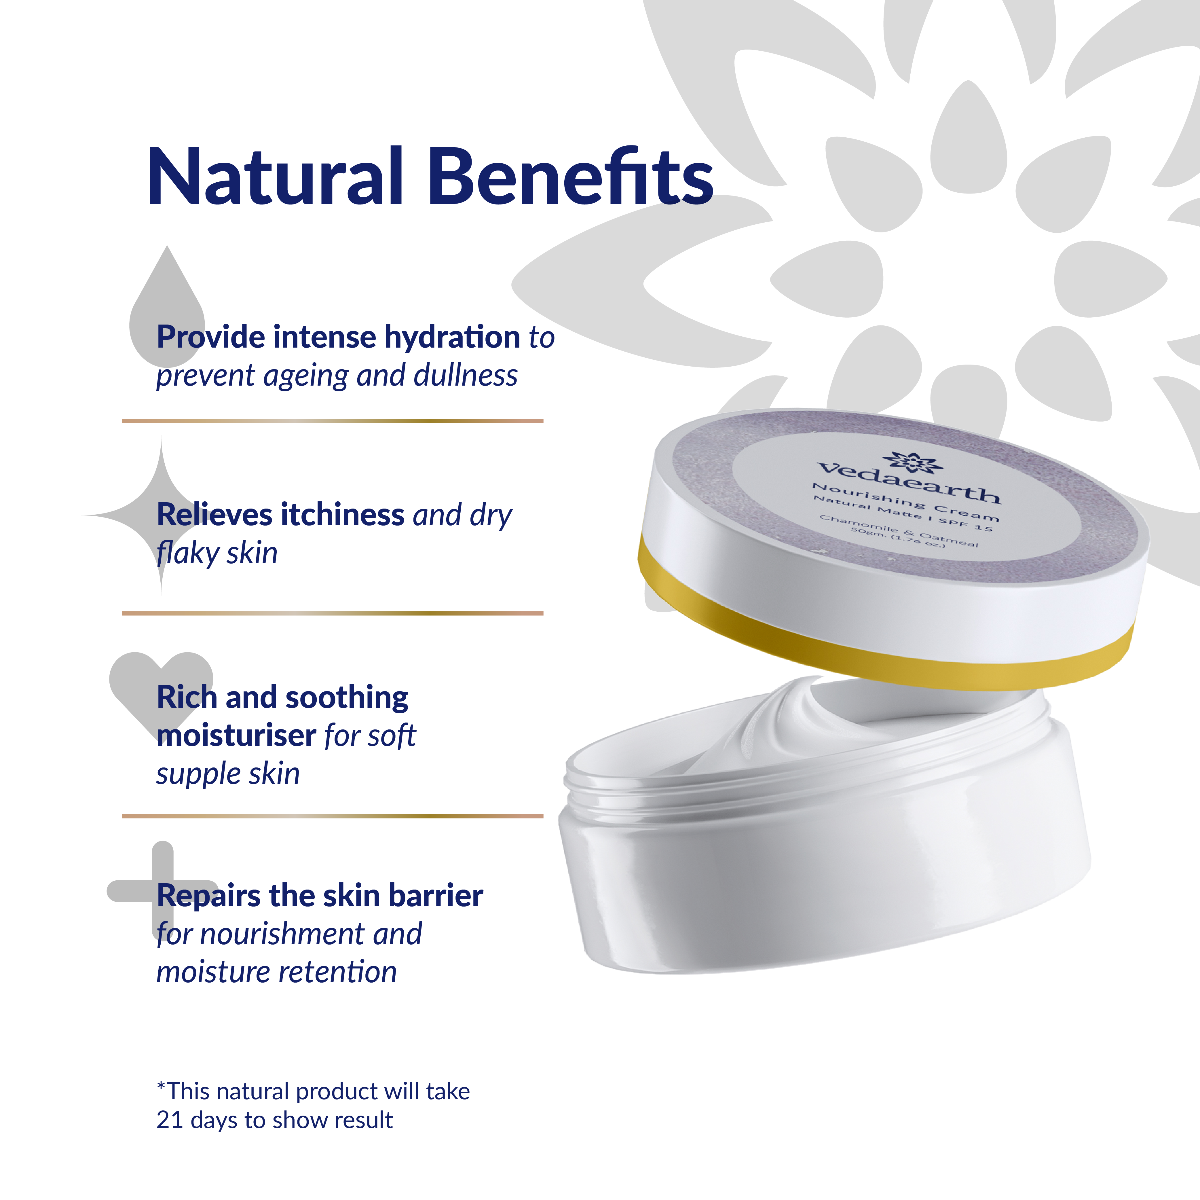 Natural Benefits
Provide intense hydration to
prevent ageing and dullness
Relieves itchiness and dry
flaky skin
Rich and soothing
moisturiser for soft
supple skin
Repairs the skin barrier
for nourishment and
moisture retention
*This natural product will take
21 days to show result
vedaearth
Nourishing Cream
Natural Matte | SPF 15
Chamomile & Oatmeal
50gm. (1.76 oz.)